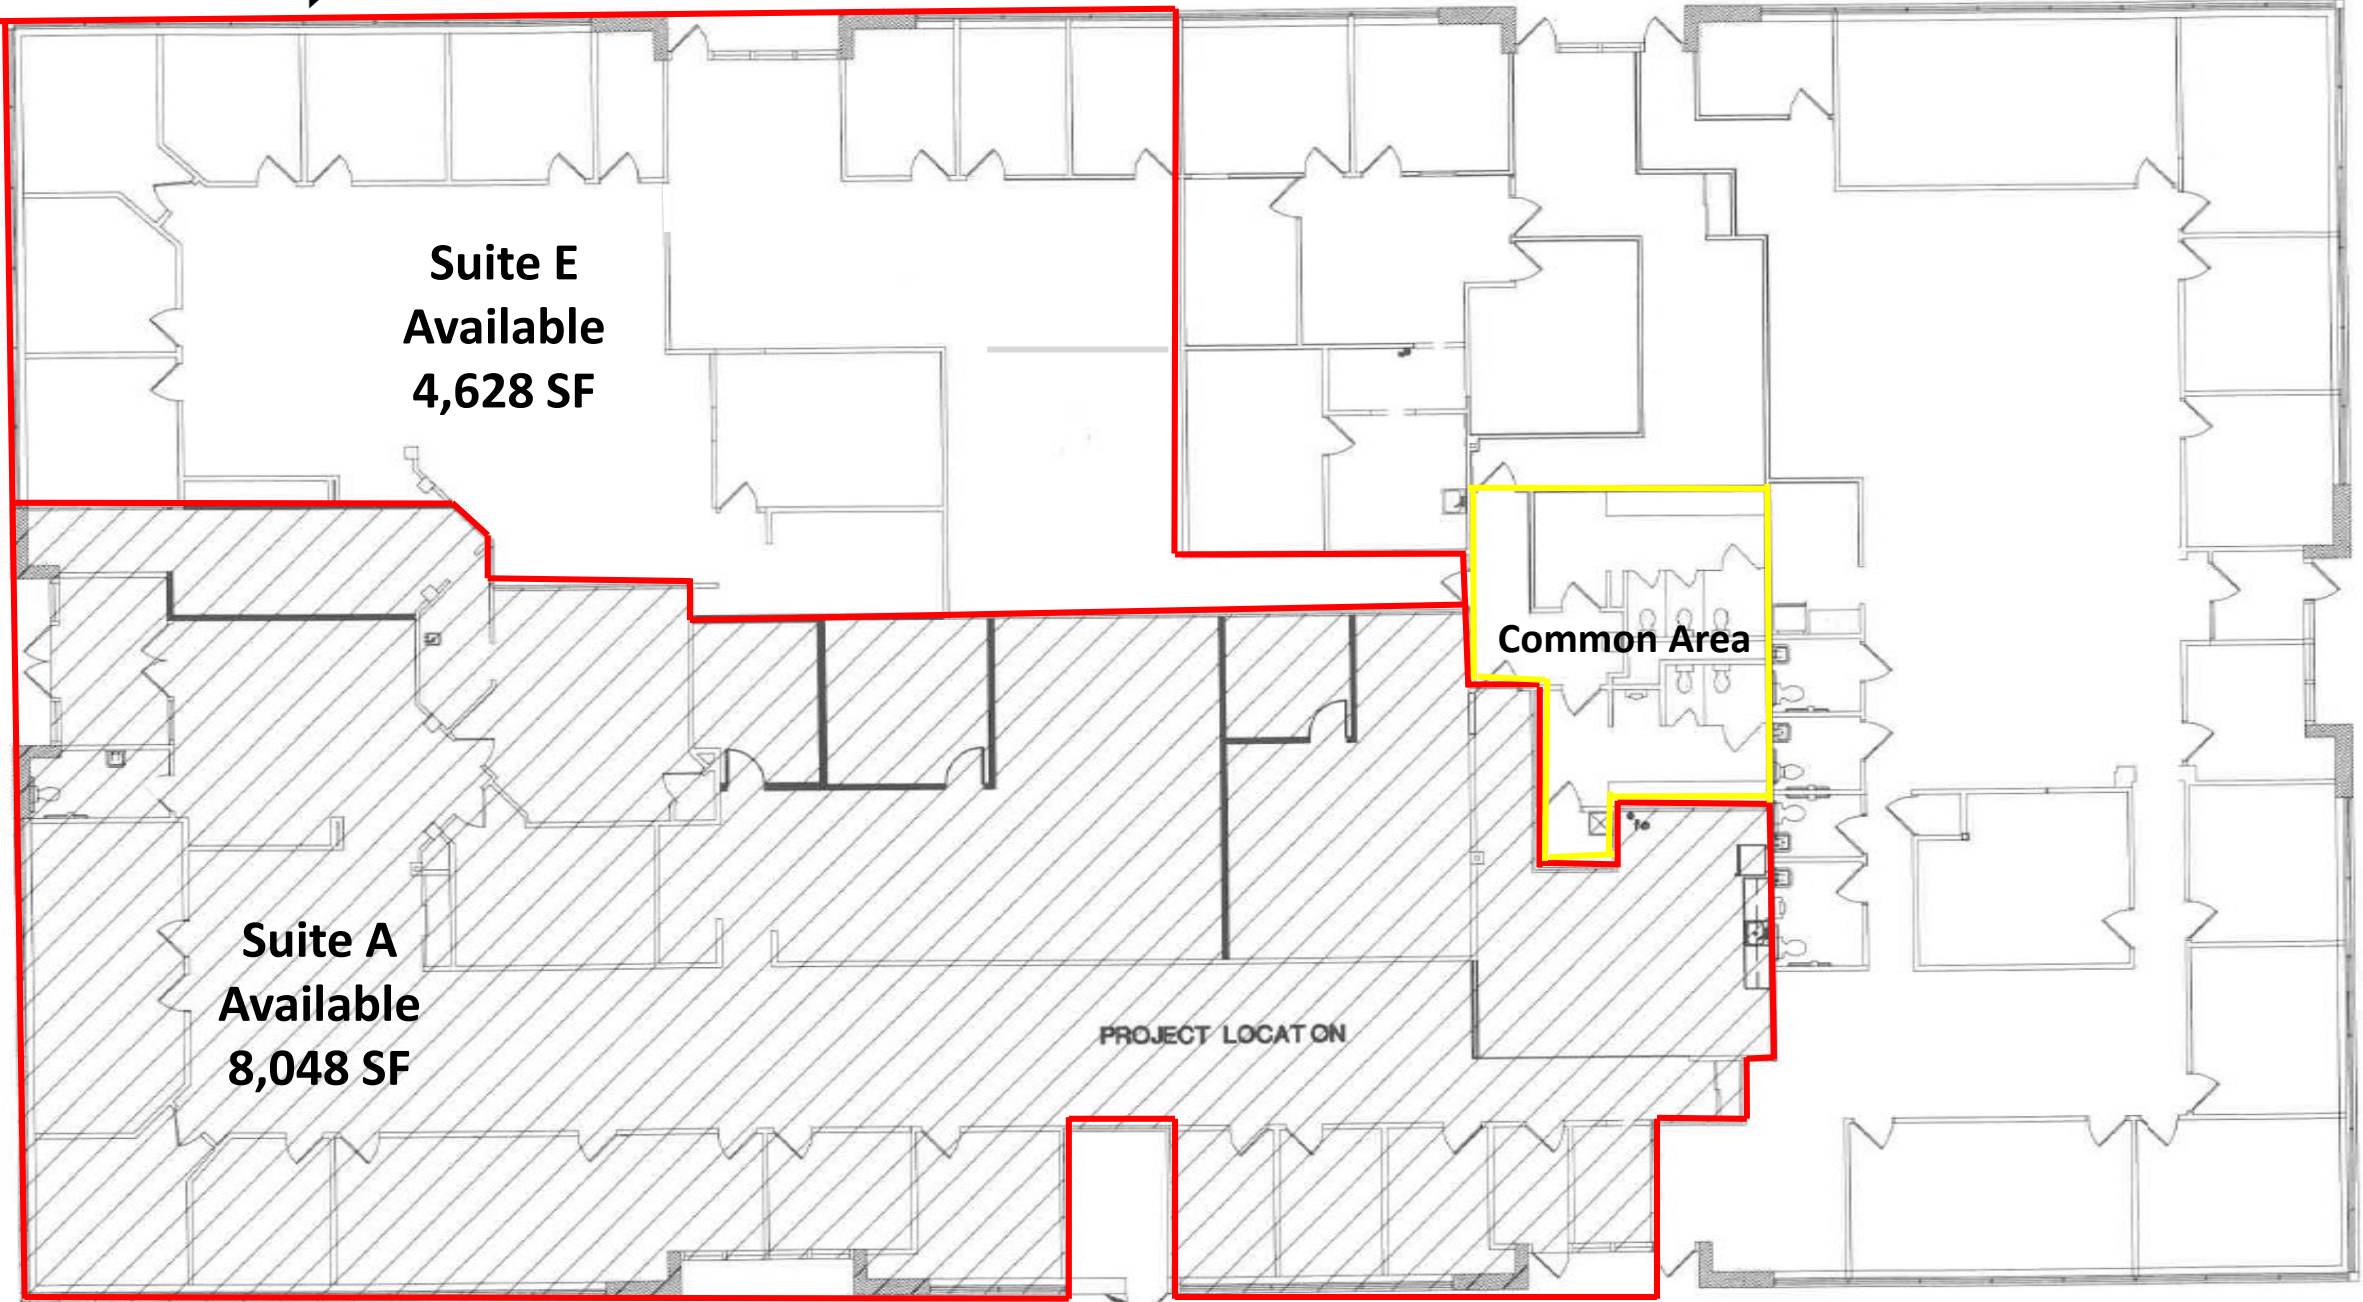 Suite E
Available
4,628 SF
Common Area
Suite A
Available
8,048 SF
PROJECT LOCAT ON